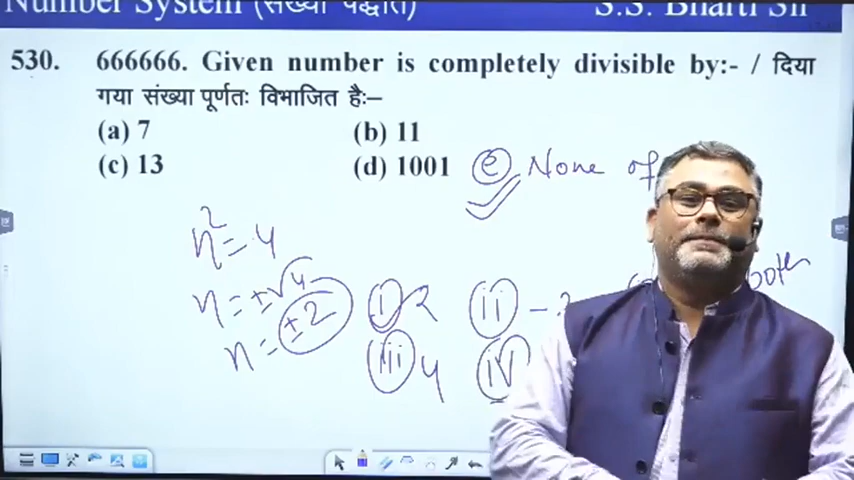 Number System (संख्या पद्धति) S.S. Bharti Sir
530. 666666. Given number is completely divisible by:- / दिया
गया संख्या पूर्णतः विभाजित है:–
(a) 7 (b) 11
(c) 13 (d) 1001 (e) None of
n² = 4
n = ±√4 (i) 2 (ii) -2 both
n = ±2 (iii) 4 (iv)